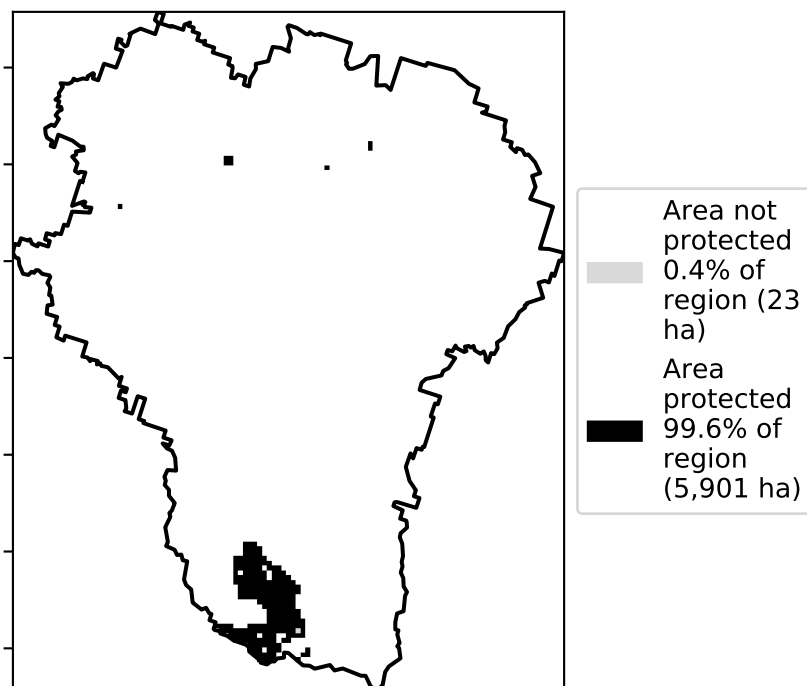 Area not
protected
0.4% of
region (23
ha)
Area
protected
99.6% of
region
(5,901 ha)